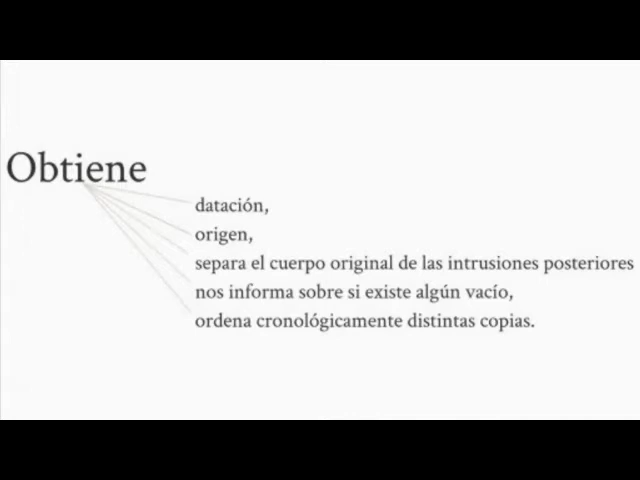 Obtiene
datación,
origen,
separa el cuerpo original de las intrusiones posteriores
nos informa sobre si existe algún vacío,
ordena cronológicamente distintas copias.